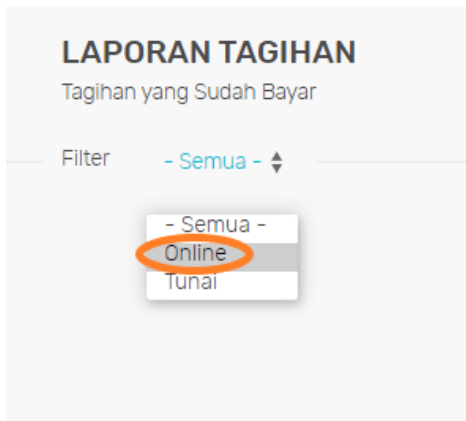 LAPORAN TAGIHAN
Tagihan yang Sudah Bayar
Filter - Semua -
- Semua -
Online
Tunai